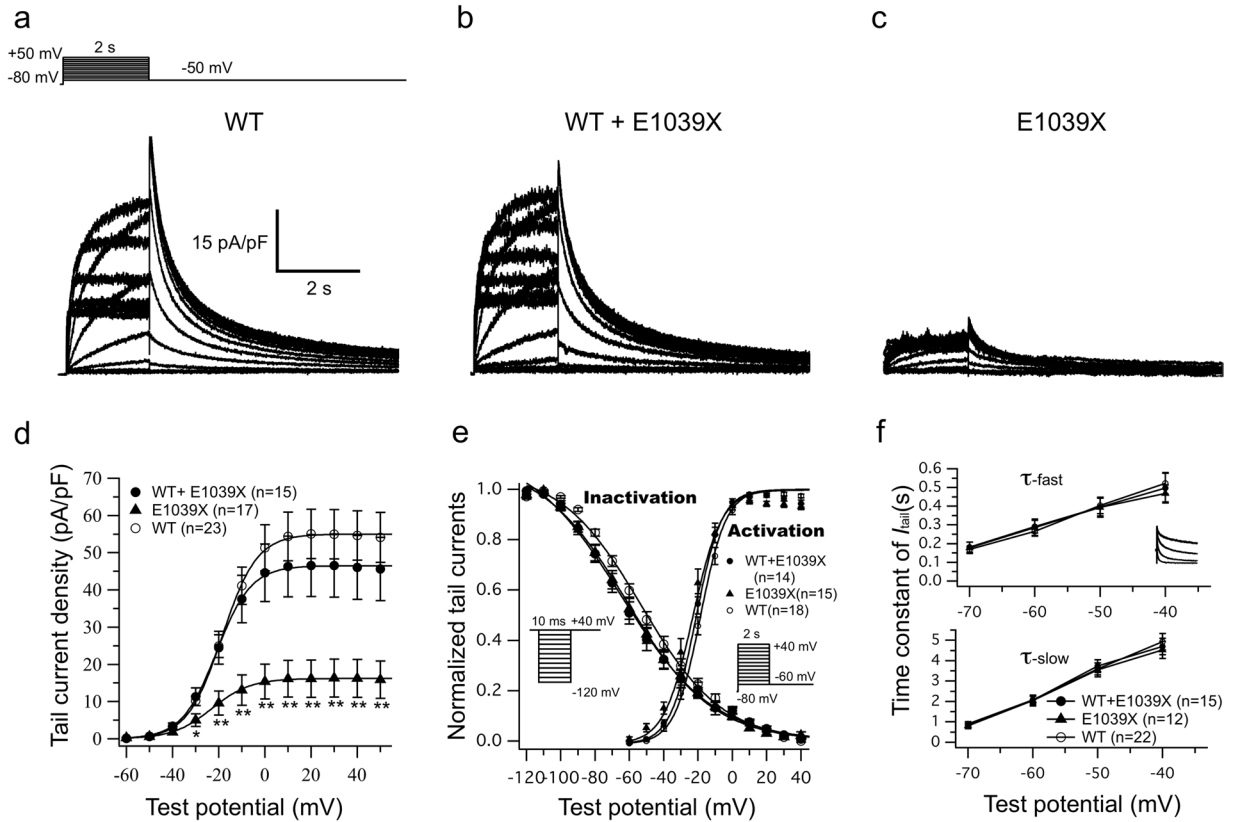 a
+50 mV
2 s
-80 mV
-50 mV
WT
15 pA/pF
2 s
b
WT + E1039X
c
E1039X
d
Tail current density (pA/pF)
70
60
50
40
30
20
10
0
WT+ E1039X (n=15)
E1039X (n=17)
WT (n=23)
*
**
**
**
**
**
**
**
**
-60
-40
-20
0
20
40
Test potential (mV)
e
Normalized tail currents
1.0
0.8
0.6
0.4
0.2
0.0
Inactivation
Activation
WT+E1039X
(n=14)
E1039X(n=15)
WT(n=18)
10 ms
+40 mV
-120 mV
2 s
+40 mV
-60 mV
-80 mV
-120
-100
-80
-60
-40
-20
0
20
40
Test potential (mV)
f
Time constant of Itail(s)
0.6
0.5
0.4
0.3
0.2
0.1
0.0
τ-fast
-70
-60
-50
-40
5
4
3
2
1
0
τ-slow
WT+E1039X (n=15)
E1039X (n=12)
WT (n=22)
-70
-60
-50
-40
Test potential (mV)